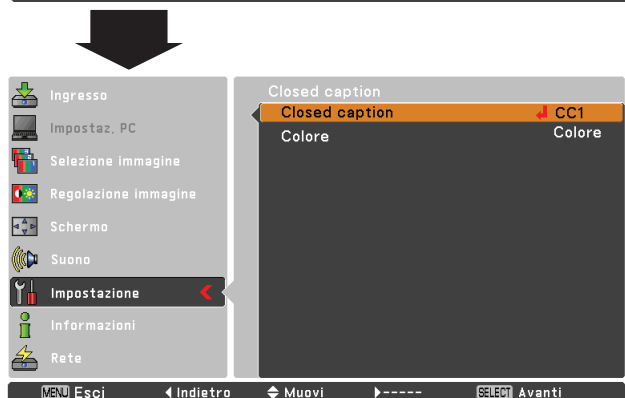 Ingresso
Impostaz. PC
Selezione immagine
Regolazione immagine
Schermo
Suono
Impostazione
Informazioni
Rete
Closed caption
Closed caption CC1
Colore Colore
MENU Esci Indietro Muovi ----- SELECT Avanti